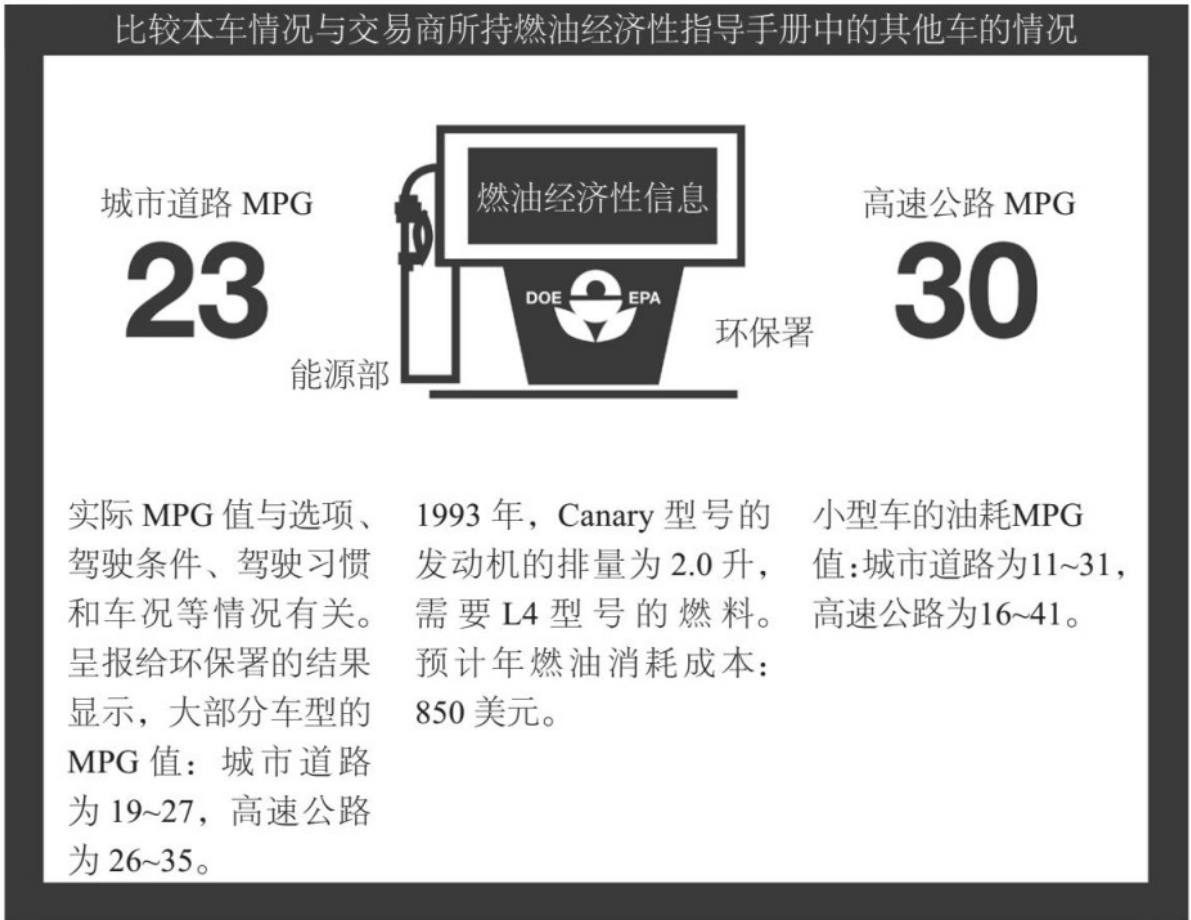 比较本车情况与交易商所持燃油经济性指导手册中的其他车的情况
城市道路 MPG
23
燃油经济性信息
DOE
EPA
能源部
环保署
高速公路 MPG
30
实际 MPG 值与选项、
驾驶条件、驾驶习惯
和车况等情况有关。
呈报给环保署的结果
显示，大部分车型的
MPG 值：城市道路
为 19~27，高速公路
为 26~35。
1993 年，Canary 型号的
发动机的排量为 2.0 升，
需要 L4 型号的燃料。
预计年燃油消耗成本：
850 美元。
小型车的油耗MPG
值:城市道路为11~31，
高速公路为16~41。